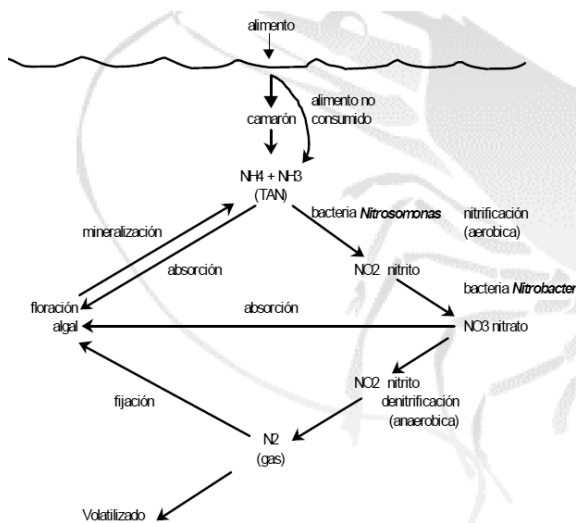 alimento
alimento no
consumido
camarón
NH4 + NH3
(TAN)
bacteria Nitrosomonas
nitrificación
(aerobica)
mineralización
absorción
NO2 nitrito
bacteria Nitrobacter
floración
algal
absorción
NO3 nitrato
NO2 nitrito
denitrificación
(anaerobica)
fijación
N2
(gas)
Volatilizado